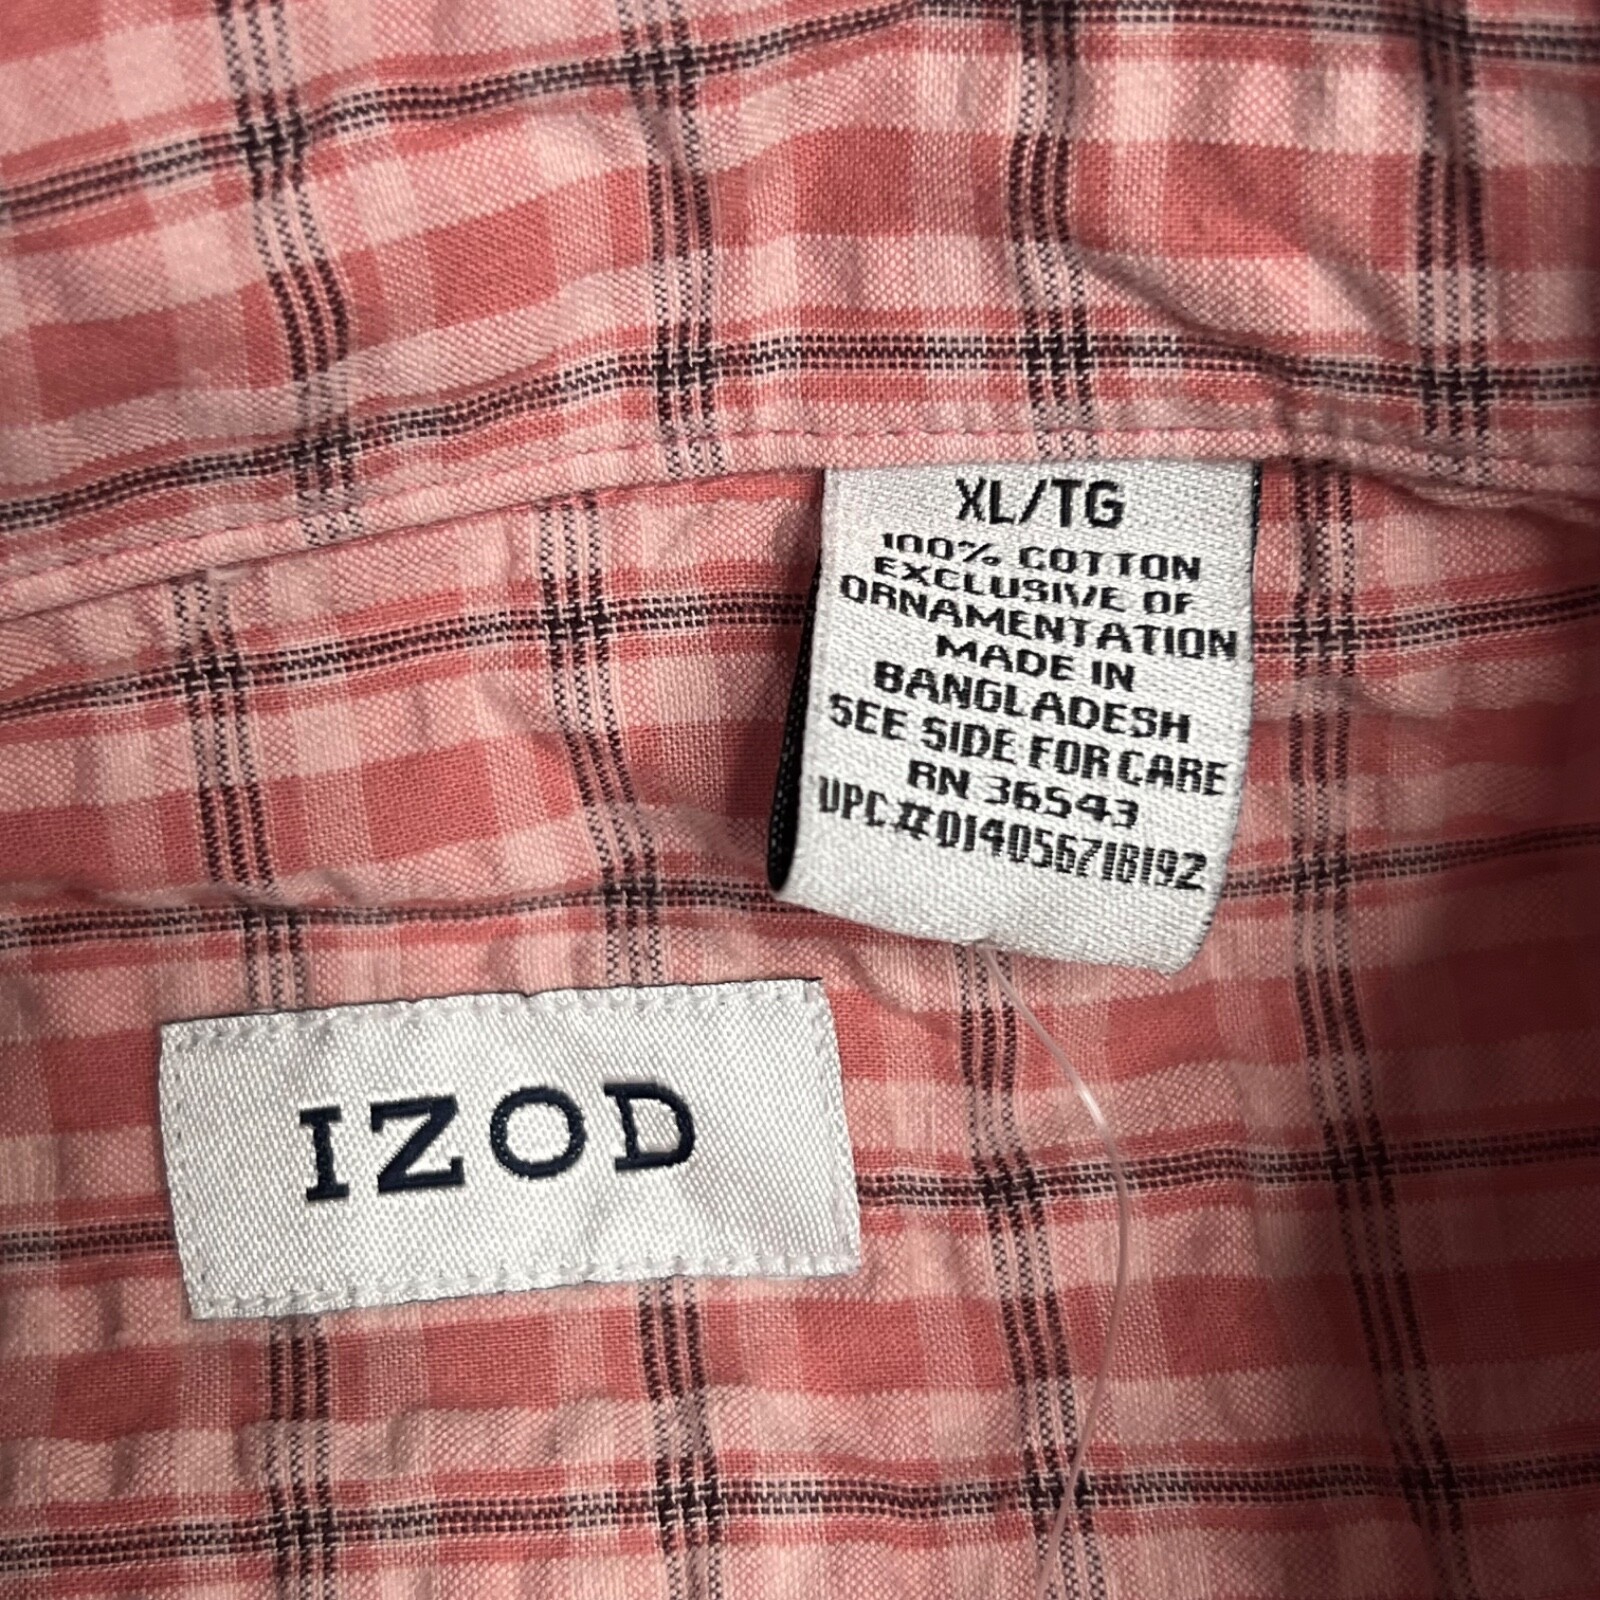 XL/TG
100% COTTON
EXCLUSIVE OF
ORNAMENTATION
MADE IN
BANGLADESH
SEE SIDE FOR CARE
RN 36543
UPC#014056718192
IZOD